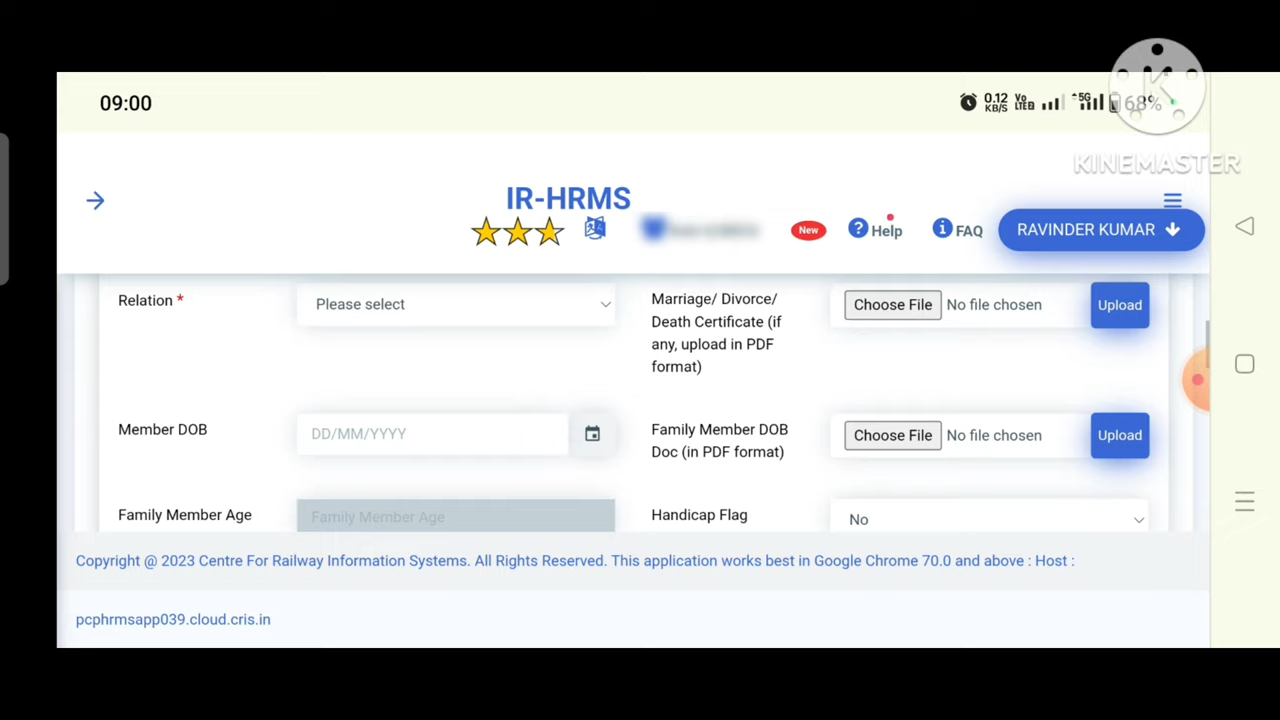 09:00
0.12 KB/S
Vo LTE
5G
68%
KINEMASTER
IR-HRMS
New
Help
FAQ
RAVINDER KUMAR
Relation *
Please select
Marriage/ Divorce/
Death Certificate (if
any, upload in PDF
format)
Choose File No file chosen
Upload
Member DOB
DD/MM/YYYY
Family Member DOB
Doc (in PDF format)
Choose File No file chosen
Upload
Family Member Age
Family Member Age
Handicap Flag
No
Copyright @ 2023 Centre For Railway Information Systems. All Rights Reserved. This application works best in Google Chrome 70.0 and above : Host :
pcphrmsapp039.cloud.cris.in